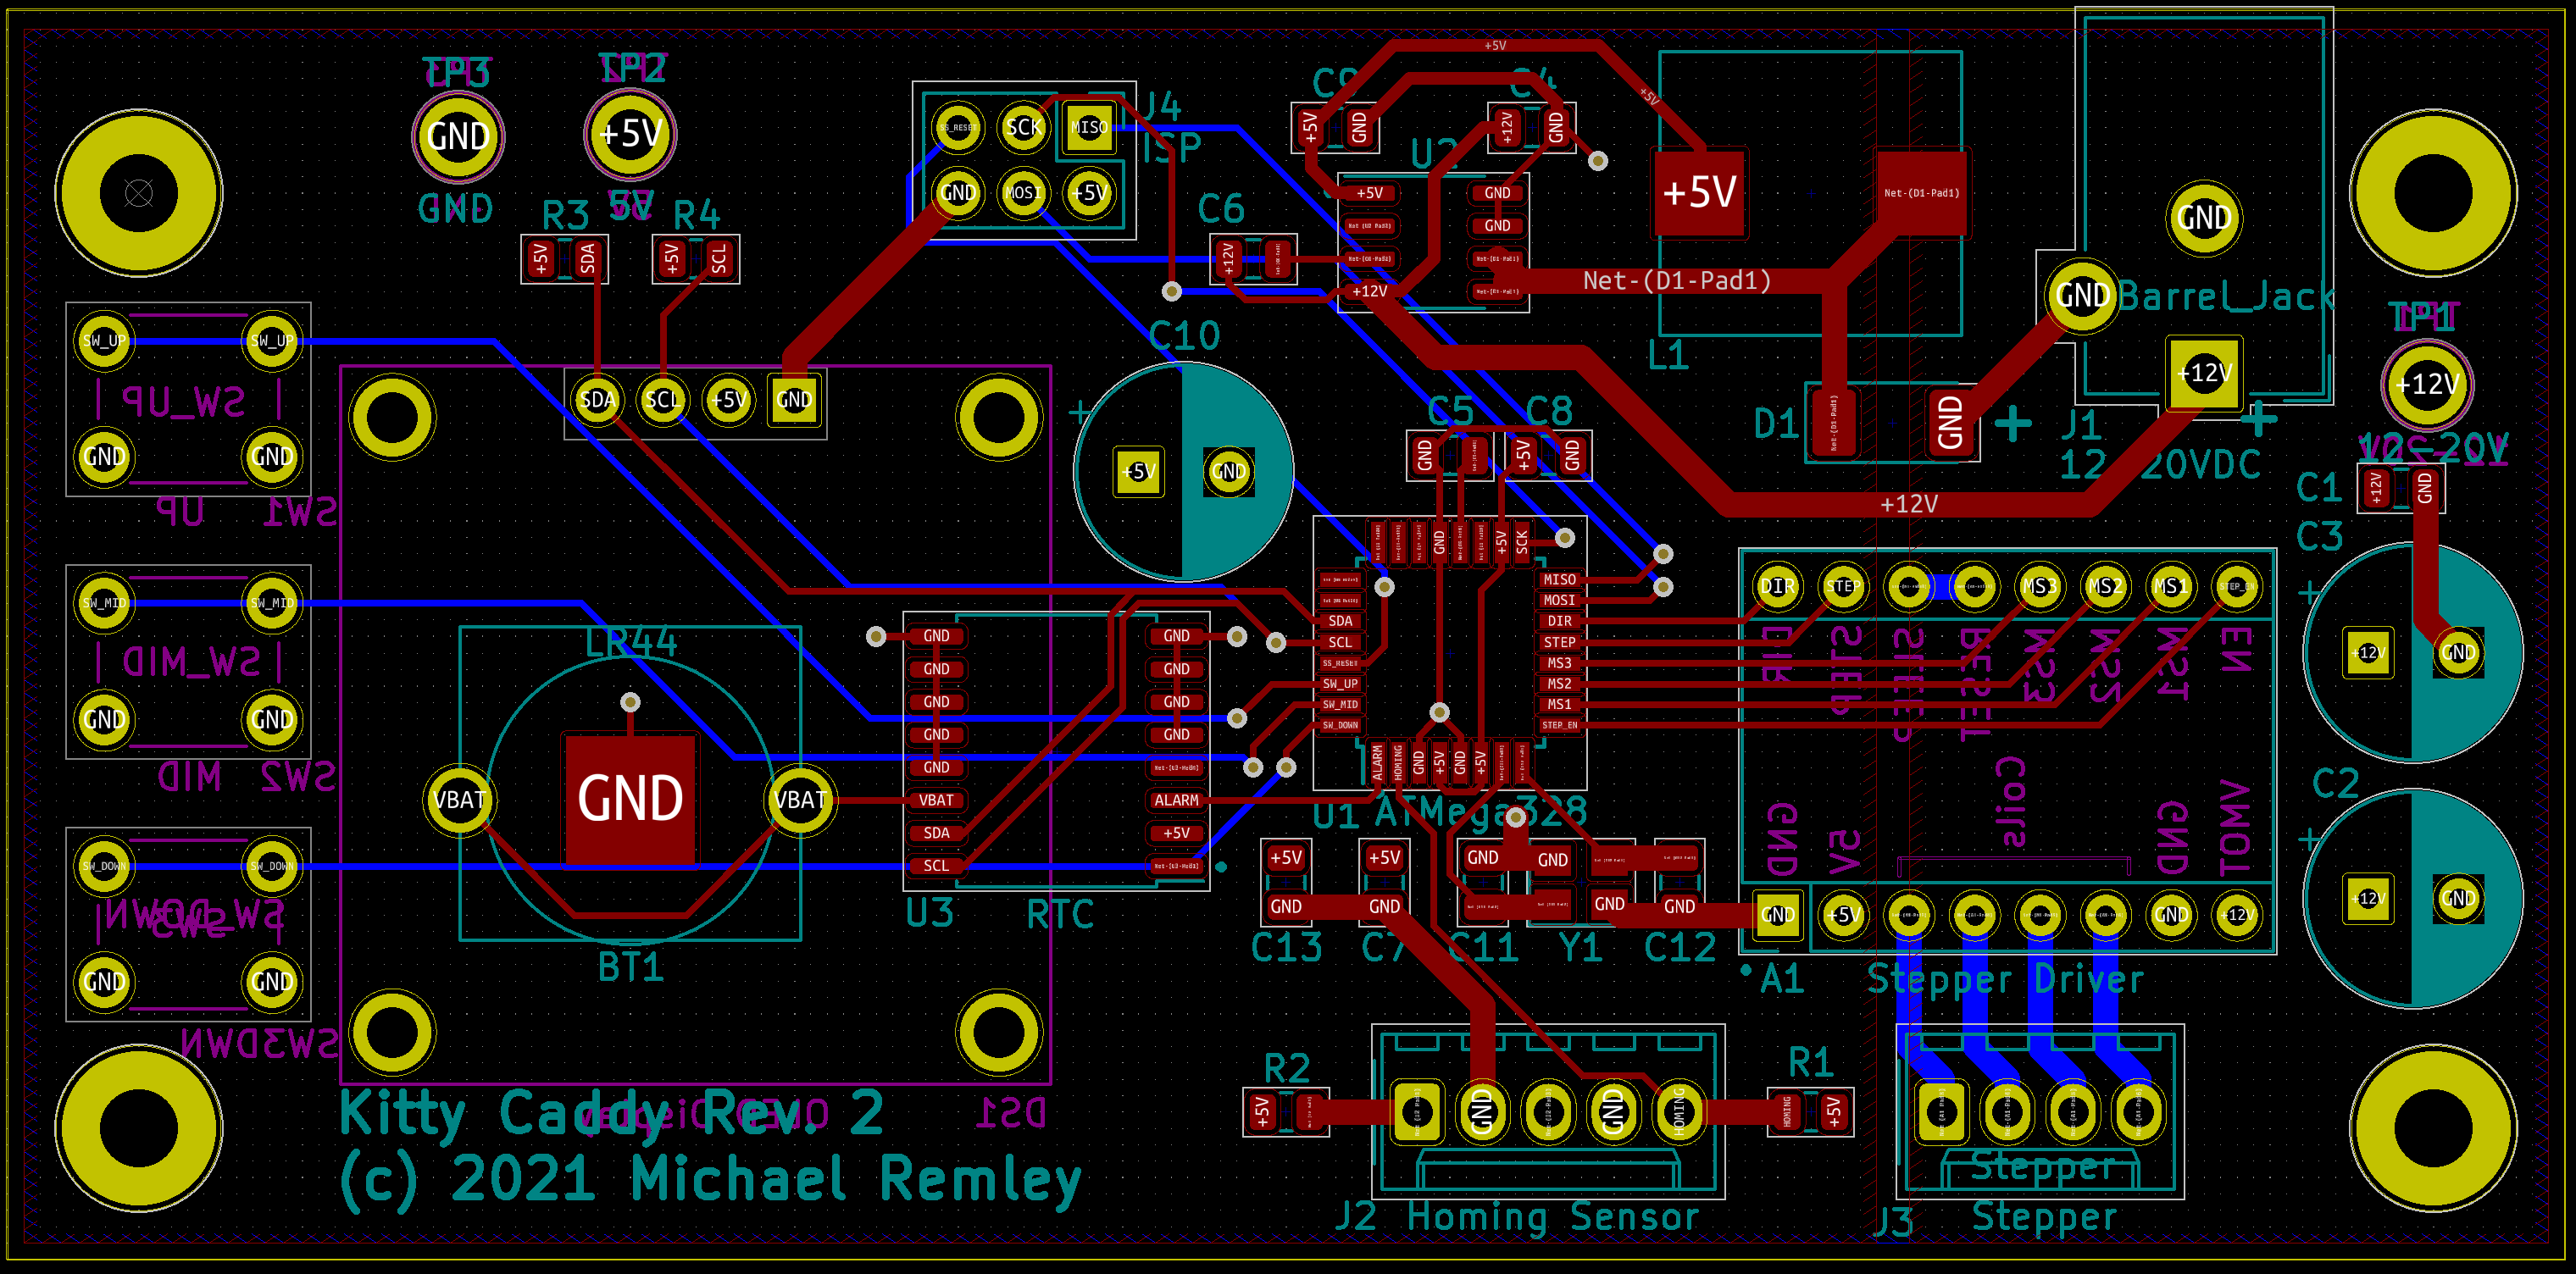 TP3
GND
GND
TP2
+5V
5V
R3
+5V
SDA
R4
+5V
SCL
SS_RESET
SCK
MISO
GND
MOSI
+5V
J4
ISP
C9
+5V
GND
C4
+12V
GND
+5V
+5V
U2
+5V
+12V
GND
GND
C6
+12V
+5V
Net-(D1-Pad1)
Net-(D1-Pad1)
L1
GND
GND
Barrel_Jack
+12V
J1
12-20VDC
TP1
+12V
12-20V
D1
Net-(D1-Pad1)
GND
+
+
+12V
C1
+12V
GND
C3
+
+12V
GND
C2
+
+12V
GND
SW_UP
SW_UP
SW_UP
GND
GND
UP
SW1
SW_MID
SW_MID
SW_MID
GND
GND
MID
SW2
SW_DOWN
SW_DOWN
SW_DOWN
SW3
GND
GND
SW3DWN
SDA
SCL
+5V
GND
C10
+
+5V
GND
C5
GND
C8
+5V
GND
LR44
VBAT
GND
VBAT
BT1
GND
GND
GND
GND
GND
VBAT
SDA
SCL
GND
GND
GND
GND
ALARM
+5V
U3
RTC
GND
+5V
SCK
SDA
SCL
SS_RESET
SW_UP
SW_MID
SW_DOWN
MISO
MOSI
DIR
STEP
MS3
MS2
MS1
STEP_EN
ALARM
HOMING
GND
+5V
GND
+5V
U1
ATMega328
DIR
STEP
MS3
MS2
MS1
STEP_EN
DIR
STEP
SLEEP
RESET
MS3
MS2
MS1
EN
GND
5V
Coils
GND
VMOT
GND
+5V
GND
+12V
A1
Stepper Driver
+5V
GND
C13
+5V
GND
C7
GND
C11
GND
GND
Y1
GND
C12
R2
+5V
GND
GND
HOMING
J2 Homing Sensor
R1
HOMING
+5V
Stepper
J3
Stepper
Kitty Caddy Rev. 2
OLED Display
DS1
(c) 2021 Michael Remley